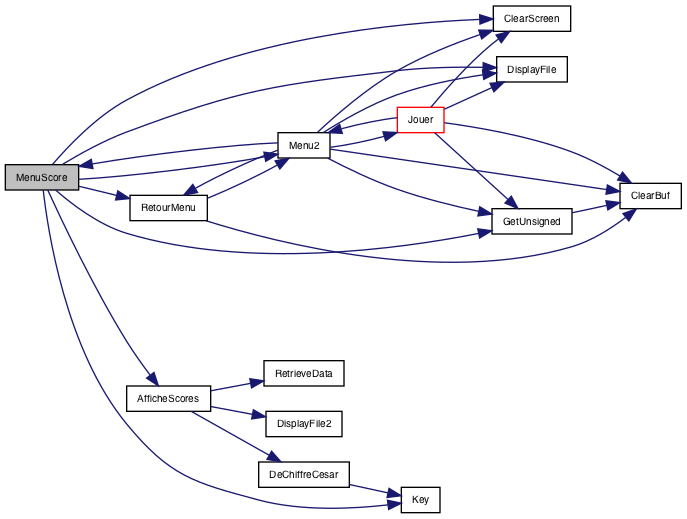 ClearScreen
DisplayFile
Jouer
Menu2
MenuScore
ClearBuf
RetourMenu
GetUnsigned
RetrieveData
AfficheScores
DisplayFile2
DeChiffreCesar
Key